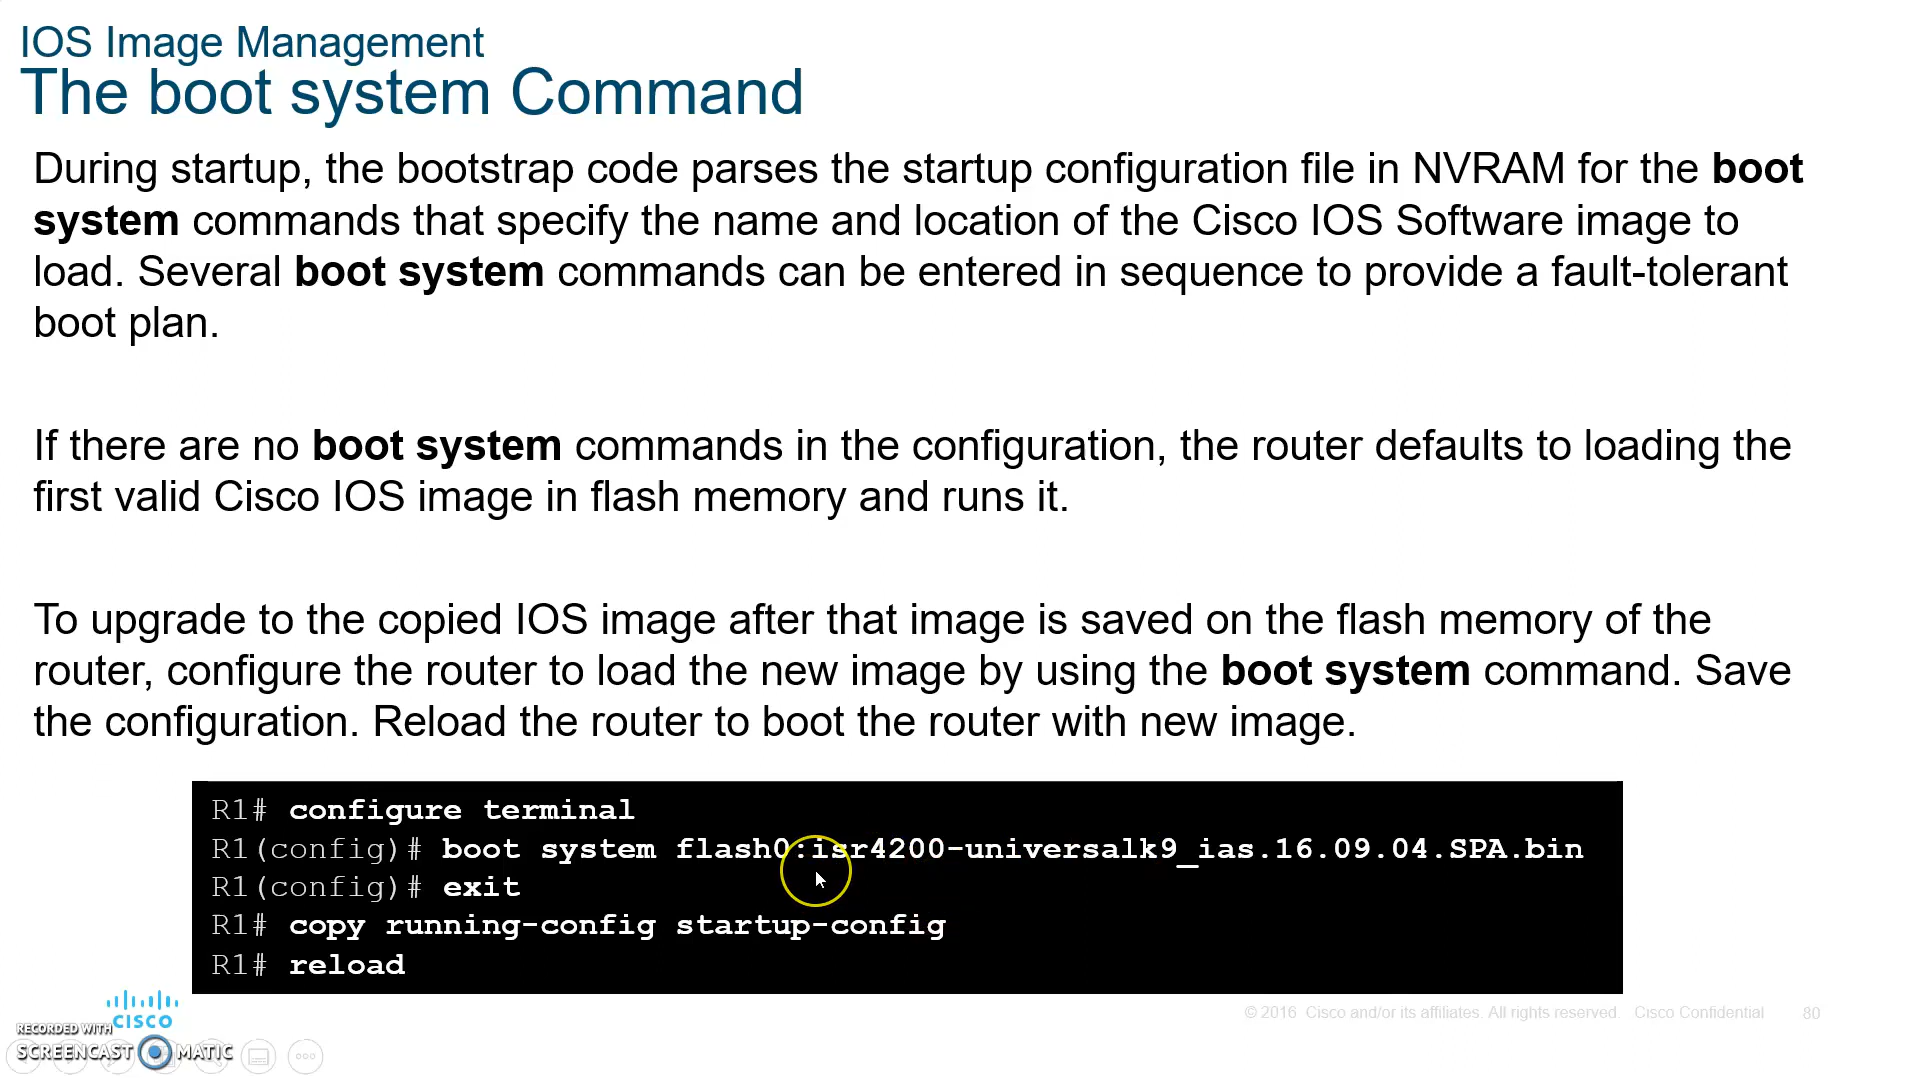 IOS Image Management
The boot system Command
During startup, the bootstrap code parses the startup configuration file in NVRAM for the boot
system commands that specify the name and location of the Cisco IOS Software image to
load. Several boot system commands can be entered in sequence to provide a fault-tolerant
boot plan.
If there are no boot system commands in the configuration, the router defaults to loading the
first valid Cisco IOS image in flash memory and runs it.
To upgrade to the copied IOS image after that image is saved on the flash memory of the
router, configure the router to load the new image by using the boot system command. Save
the configuration. Reload the router to boot the router with new image.
R1# configure terminal
R1(config)# boot system flash0:isr4200-universalk9_ias.16.09.04.SPA.bin
R1(config)# exit
R1# copy running-config startup-config
R1# reload
CISCO
© 2016 Cisco and/or its affiliates. All rights reserved. Cisco Confidential 80
RECORDED WITH
SCREENCAST MATIC